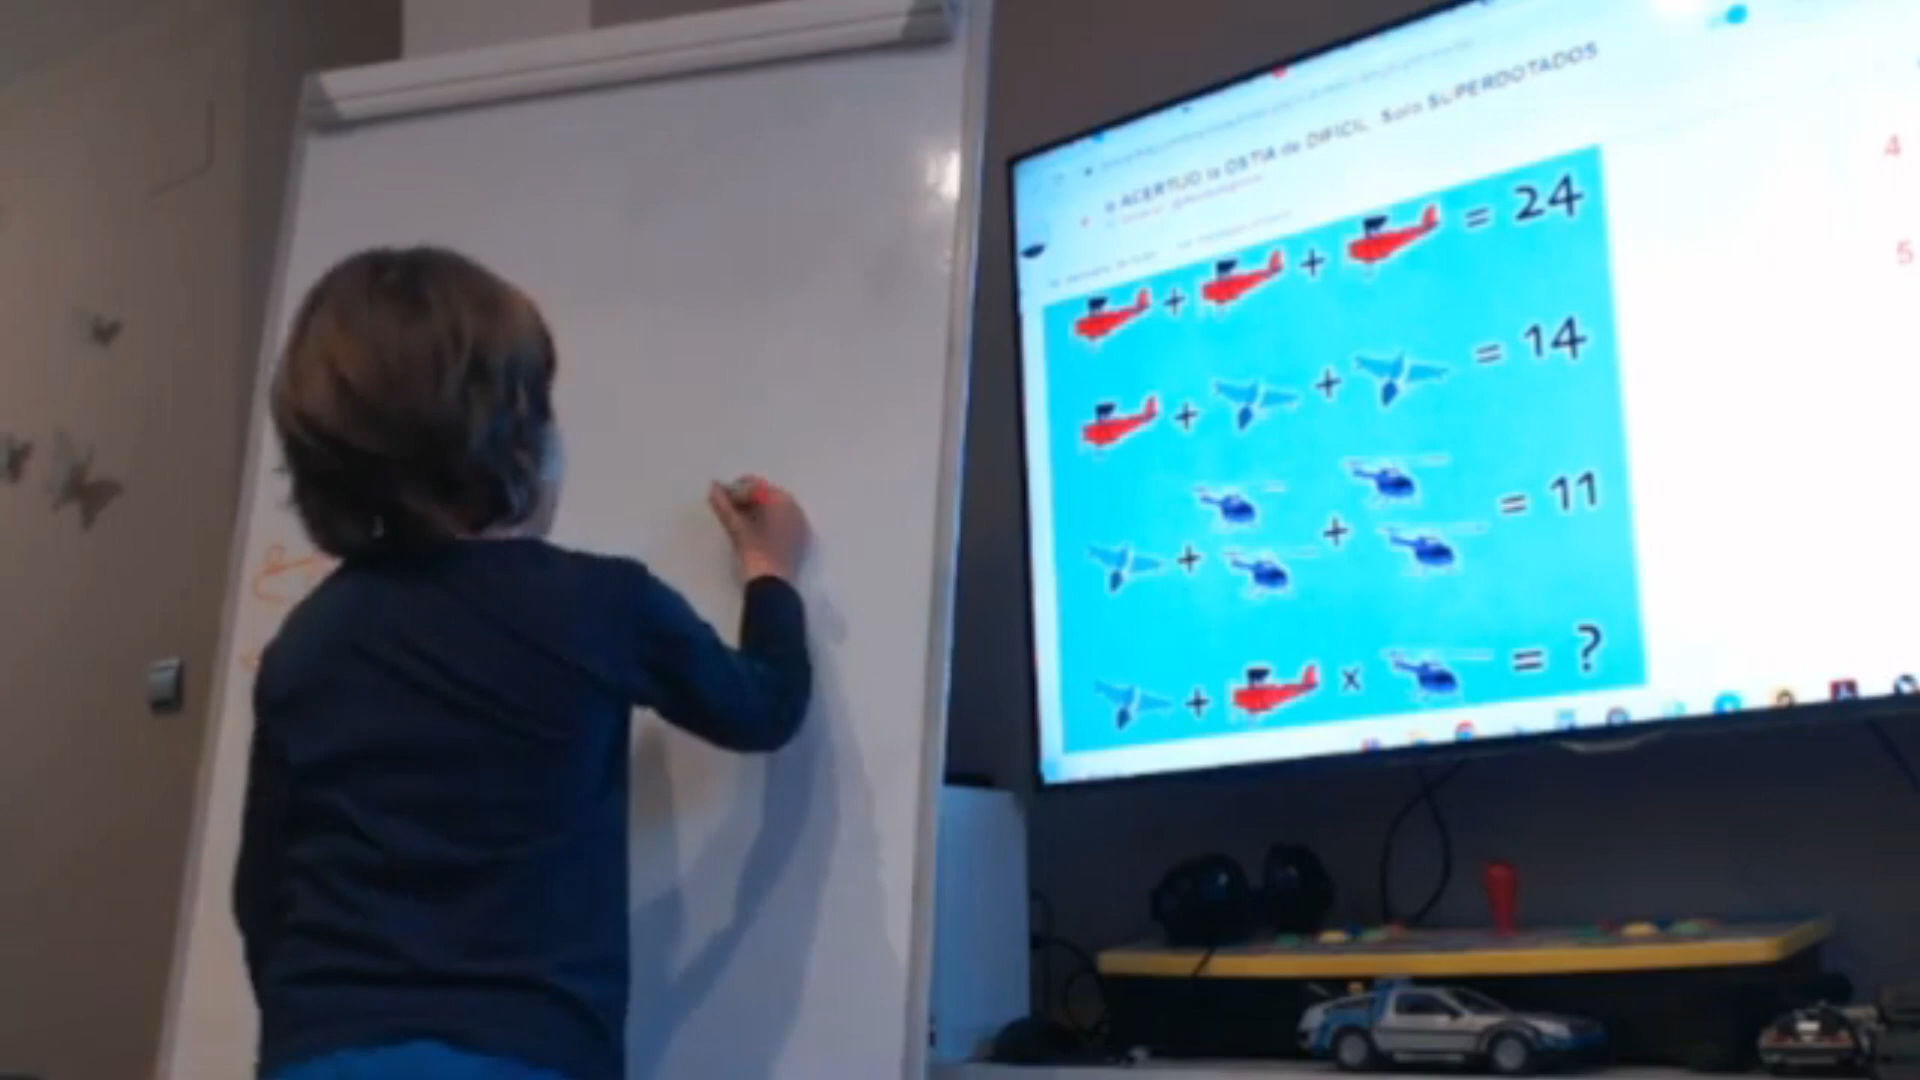 ACERTIJO la OSTIA de DIFICIL. Solo SUPERDOTADOS
+ + = 24
+ + = 14
+ + = 11
+ x = ?
4
5